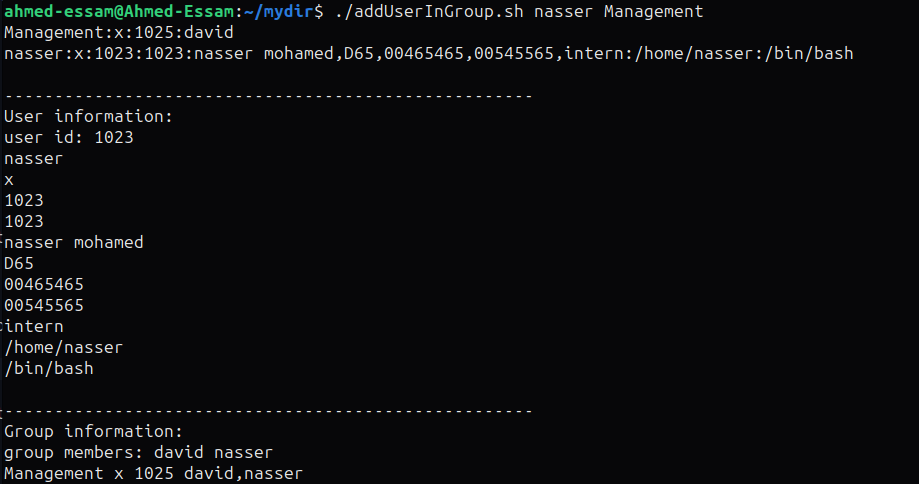 ahmed-essam@Ahmed-Essam:~/mydir$ ./addUserInGroup.sh nasser Management
Management:x:1025:david
nasser:x:1023:1023:nasser mohamed,D65,00465465,00545565,intern:/home/nasser:/bin/bash
-----------------------------------------------------
User information:
user id: 1023
nasser
x
1023
1023
nasser mohamed
D65
00465465
00545565
intern
/home/nasser
/bin/bash
-----------------------------------------------------
Group information:
group members: david nasser
Management x 1025 david,nasser